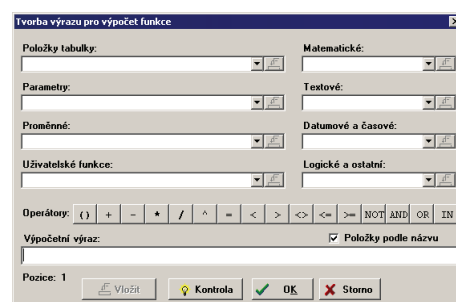 Tvorba výrazu pro výpočet funkce
Položky tabulky:
Matematické:
Parametry:
Textové:
Proměnné:
Datumové a časové:
Uživatelské funkce:
Logické a ostatní:
Operátory: () + - * / ^ = < > <> <= >= NOT AND OR IN
Výpočetní výraz:
Položky podle názvu
Pozice: 1
Vložit
Kontrola
OK
Storno